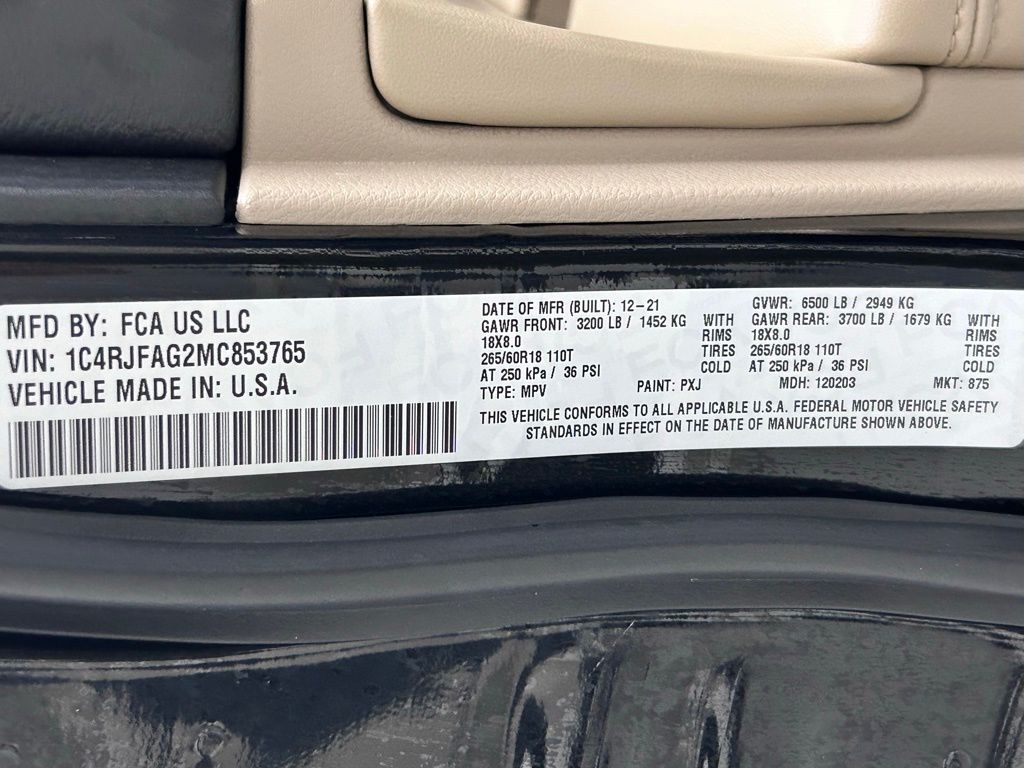 MFD BY: FCA US LLC
VIN: 1C4RJFAG2MC853765
VEHICLE MADE IN: U.S.A.
DATE OF MFR (BUILT): 12-21 GVWR: 6500 LB / 2949 KG
GAWR FRONT: 3200 LB / 1452 KG WITH GAWR REAR: 3700 LB / 1679 KG WITH
18X8.0 RIMS 18X8.0 RIMS
265/60R18 110T TIRES 265/60R18 110T TIRES
AT 250 kPa / 36 PSI COLD AT 250 kPa / 36 PSI COLD
TYPE: MPV PAINT: PXJ MDH: 120203 MKT: 875
THIS VEHICLE CONFORMS TO ALL APPLICABLE U.S.A. FEDERAL MOTOR VEHICLE SAFETY
STANDARDS IN EFFECT ON THE DATE OF MANUFACTURE SHOWN ABOVE.